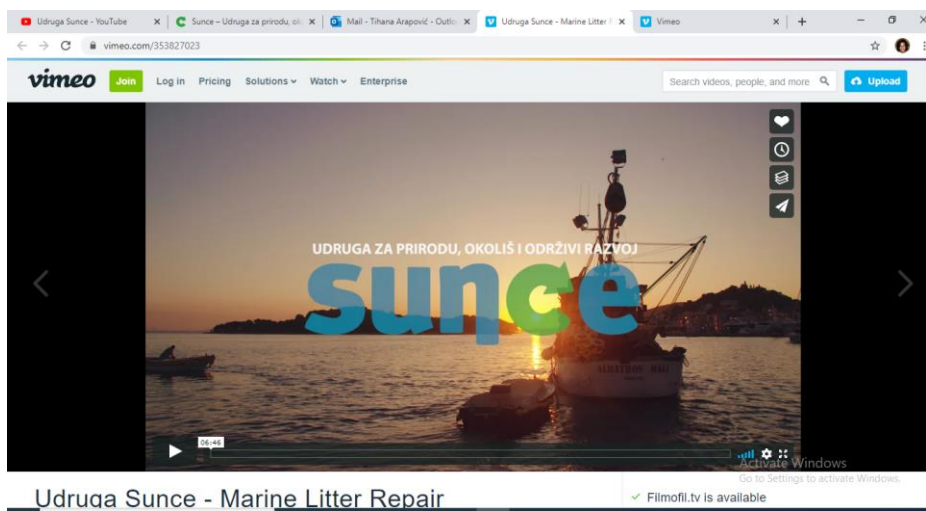 Udruga Sunce - YouTube
Sunce – Udruga za prirodu, ok
Mail - Tihana Arapović - Outlo
Udruga Sunce - Marine Litter R
Vimeo
vimeo.com/353827023
vimeo Join Log in Pricing Solutions Watch Enterprise Search videos, people, and more Upload
UDRUGA ZA PRIRODU, OKOLIŠ I ODRŽIVI RAZVOJ
sunce
ALBATROS MALI
06:46
Activate Windows
Go to Settings to activate Windows.
Udruga Sunce - Marine Litter Repair
Filmofil.tv is available